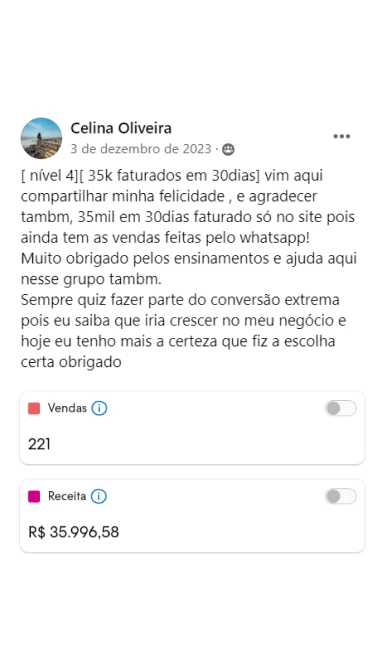 Celina Oliveira
3 de dezembro de 2023 ·
[ nível 4][ 35k faturados em 30dias] vim aqui
compartilhar minha felicidade , e agradecer
tambm, 35mil em 30dias faturado só no site pois
ainda tem as vendas feitas pelo whatsapp!
Muito obrigado pelos ensinamentos e ajuda aqui
nesse grupo tambm.
Sempre quiz fazer parte do conversão extrema
pois eu saiba que iria crescer no meu negócio e
hoje eu tenho mais a certeza que fiz a escolha
certa obrigado
Vendas
221
Receita
R$ 35.996,58